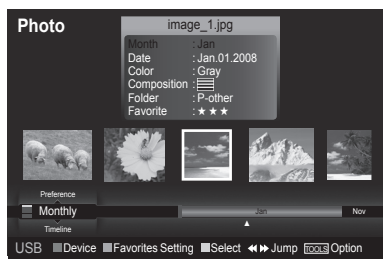 Photo
image_1.jpg
Month : Jan
Date : Jan.01.2008
Color : Gray
Composition :
Folder : P-other
Favorite : ★★★
Preference
Monthly
Jan
Nov
Timeline
USB Device Favorites Setting Select Jump TOOLS Option